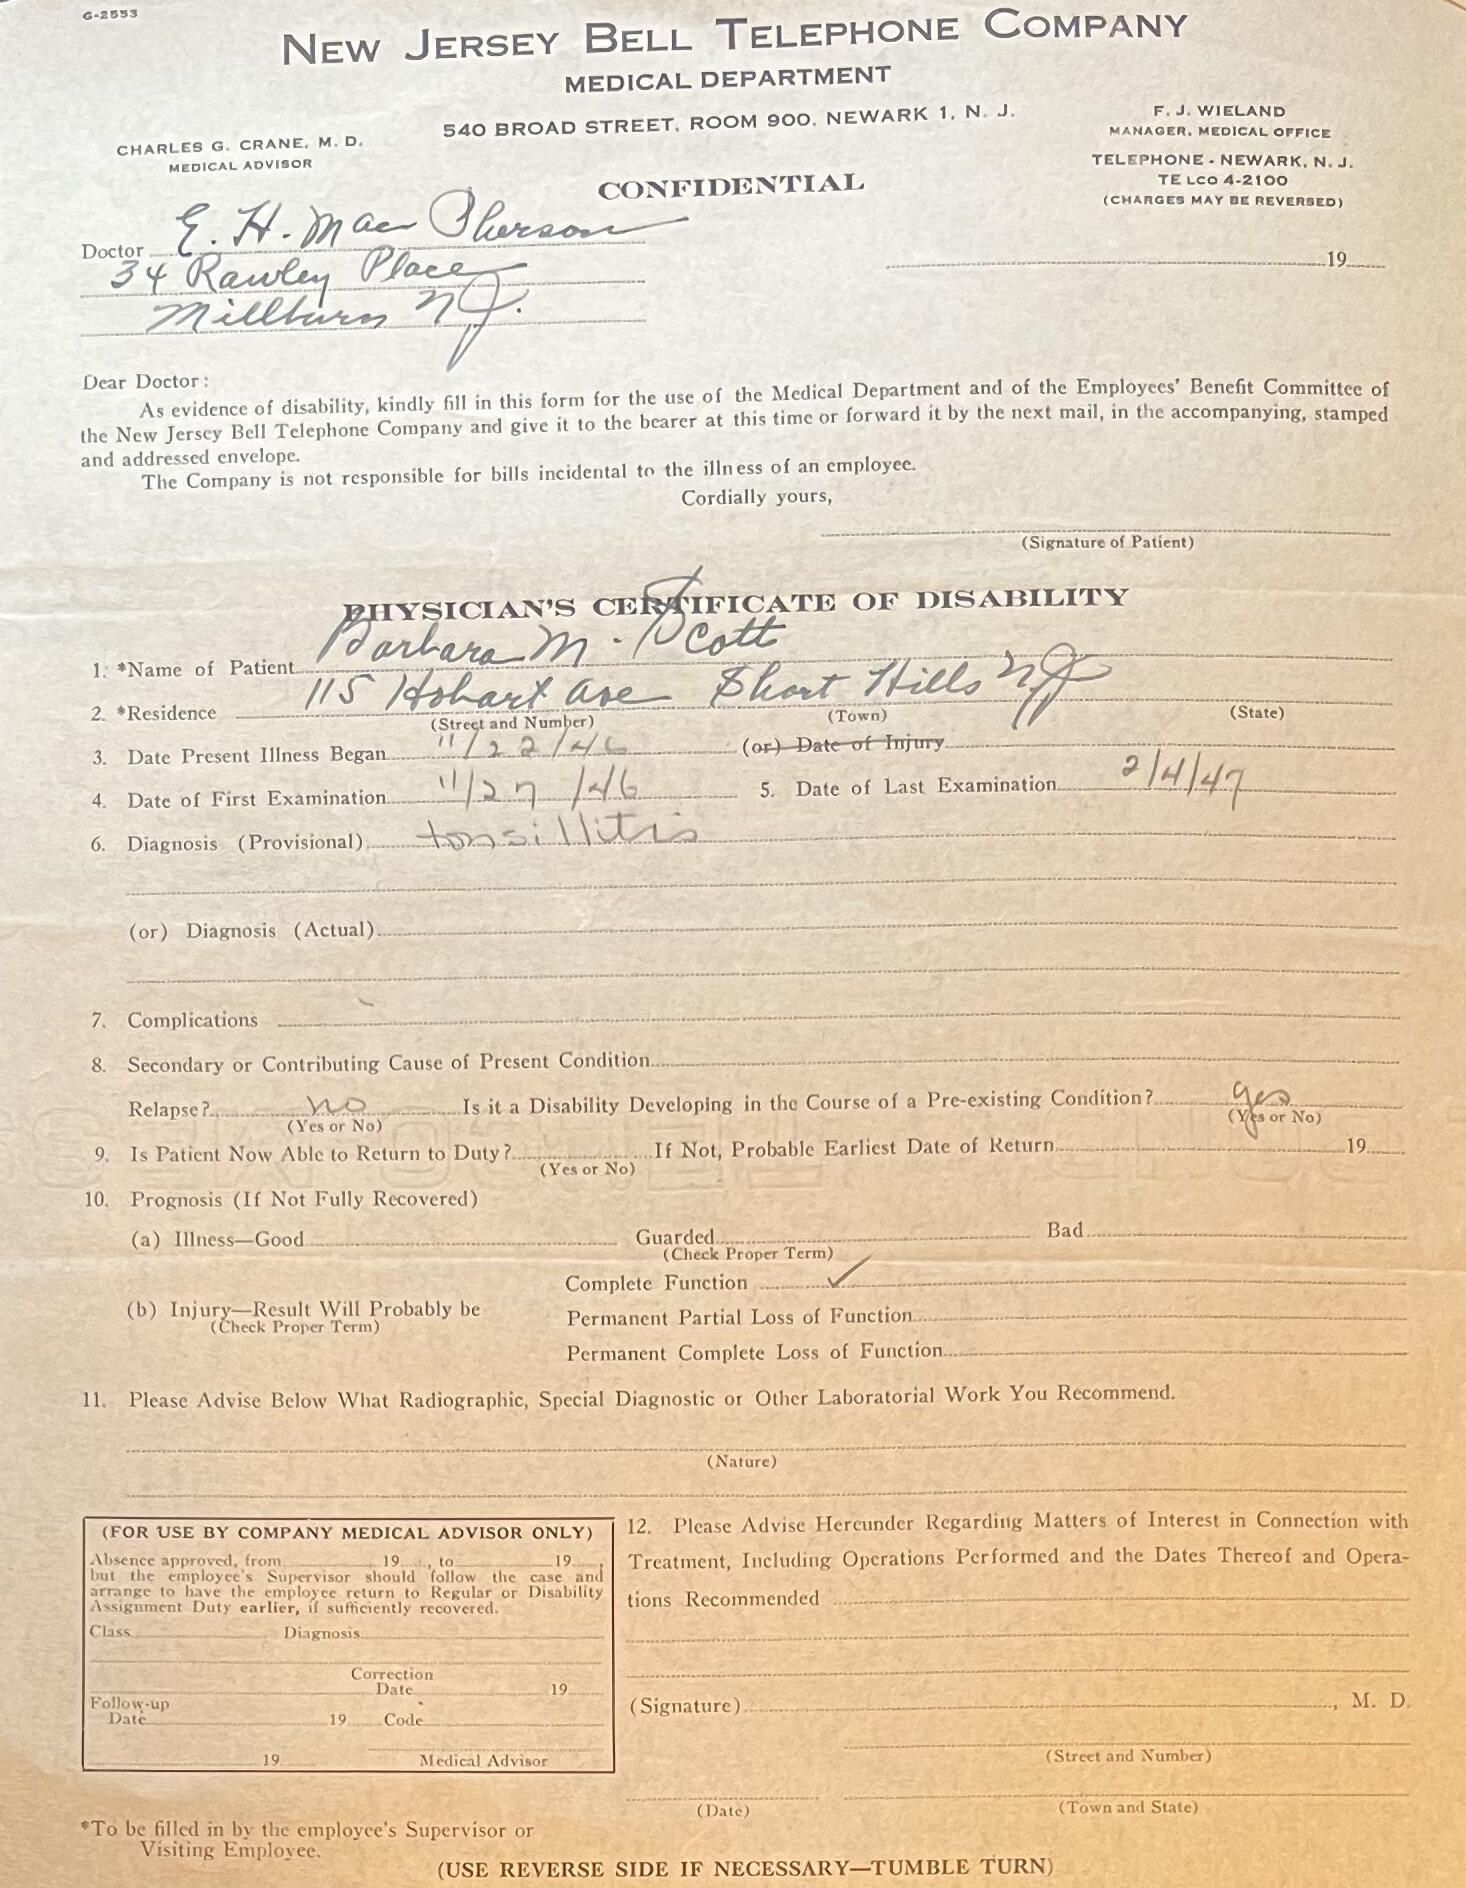 G-2553
NEW JERSEY BELL TELEPHONE COMPANY
MEDICAL DEPARTMENT
540 BROAD STREET, ROOM 900, NEWARK 1, N. J.
CHARLES G. CRANE, M. D.
MEDICAL ADVISOR
F. J. WIELAND
MANAGER, MEDICAL OFFICE
TELEPHONE - NEWARK, N. J.
TE LCO 4-2100
(CHARGES MAY BE REVERSED)
CONFIDENTIAL
Doctor E. H. Mac Pherson
19
34 Rawley Place
Millburn NJ.
Dear Doctor:
As evidence of disability, kindly fill in this form for the use of the Medical Department and of the Employees' Benefit Committee of
the New Jersey Bell Telephone Company and give it to the bearer at this time or forward it by the next mail, in the accompanying, stamped
and addressed envelope.
The Company is not responsible for bills incidental to the illness of an employee.
Cordially yours,
(Signature of Patient)
PHYSICIAN'S CERTIFICATE OF DISABILITY
1. *Name of Patient Barbara M. Scott
2. *Residence 115 Hobart Ave Short Hills NJ
(Street and Number) (Town) (State)
3. Date Present Illness Began 11/22/46 (or) Date of Injury
4. Date of First Examination 11/27/46 5. Date of Last Examination 2/4/47
6. Diagnosis (Provisional) tonsillitis
(or) Diagnosis (Actual)
7. Complications
8. Secondary or Contributing Cause of Present Condition
Relapse? no Is it a Disability Developing in the Course of a Pre-existing Condition? yes
(Yes or No) (Yes or No)
9. Is Patient Now Able to Return to Duty? If Not, Probable Earliest Date of Return 19
(Yes or No)
10. Prognosis (If Not Fully Recovered)
(a) Illness—Good Guarded Bad
(Check Proper Term)
Complete Function ✓
(b) Injury—Result Will Probably be
(Check Proper Term)
Permanent Partial Loss of Function
Permanent Complete Loss of Function
11. Please Advise Below What Radiographic, Special Diagnostic or Other Laboratorial Work You Recommend.
(Nature)
(FOR USE BY COMPANY MEDICAL ADVISOR ONLY)
Absence approved, from 19 , to 19 ,
but the employee's Supervisor should follow the case and
arrange to have the employee return to Regular or Disability
Assignment Duty earlier, if sufficiently recovered.
Class Diagnosis
Correction
Date 19
Follow-up
Date 19 Code
19 Medical Advisor
12. Please Advise Hereunder Regarding Matters of Interest in Connection with
Treatment, Including Operations Performed and the Dates Thereof and Opera-
tions Recommended
(Signature) , M. D.
(Street and Number)
(Date) (Town and State)
*To be filled in by the employee's Supervisor or
Visiting Employee.
(USE REVERSE SIDE IF NECESSARY—TUMBLE TURN)